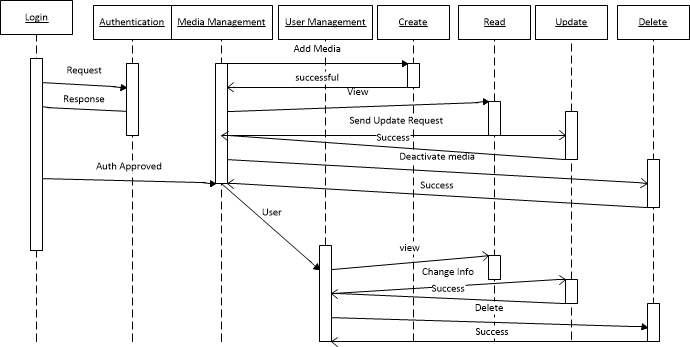 Login
Authentication
Media Management
User Management
Create
Read
Update
Delete
Add Media
Request
successful
View
Response
Send Update Request
Success
Deactivate media
Auth Approved
Success
User
view
Change Info
Success
Delete
Success